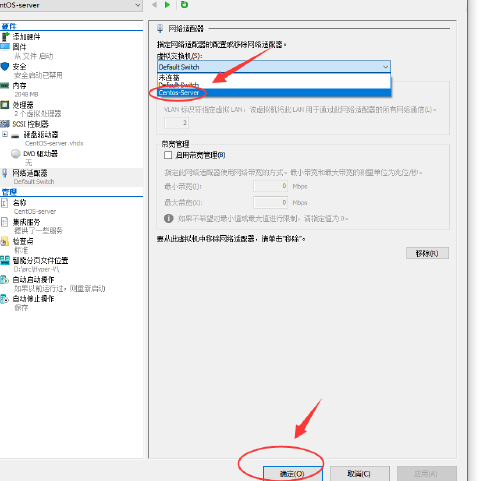 ntOS-server
硬件
添加硬件
固件
从 文件 启动
安全
安全启动已禁用
内存
2048 MB
处理器
2 个虚拟处理器
SCSI 控制器
硬盘驱动器
CentOS-server.vhdx
DVD 驱动器
无
网络适配器
Default Switch
管理
名称
CentOS-server
集成服务
提供了一些服务
检查点
标准
智能分页文件位置
D:\arc\Hyper-V\
自动启动操作
如果以前运行过，则重新启动
自动停止操作
保存
网络适配器
指定网络适配器的配置或移除网络适配器。
虚拟交换机(S):
Default Switch
未连接
Default Switch
Centos-Server
VLAN 标识符指定虚拟 LAN，该虚拟机将此 LAN 用于通过此网络适配器的所有网络通信(L)。
2
带宽管理
启用带宽管理(B)
指定此网络适配器使用网络带宽的方式。最小带宽和最大带宽的测量单位为兆位/秒。
最小带宽(I):
0
Mbps
最大带宽(X):
0
Mbps
如果不希望对最小值或最大值进行限制，请指定值为 0。
要从此虚拟机中移除网络适配器，请单击"移除"。
移除(R)
确定(O)
取消(C)
应用(A)